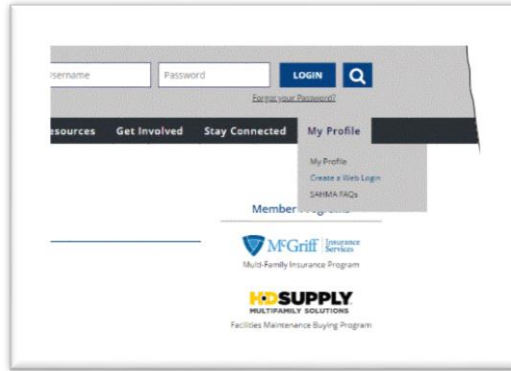 sername
Password
LOGIN
Forgot your Password?
esources
Get Involved
Stay Connected
My Profile
My Profile
Create a Web Login
SAHMA FAQs
Member Programs
McGriff Insurance Services
Multi-Family Insurance Program
HD SUPPLY
MULTIFAMILY SOLUTIONS
Facilities Maintenance Buying Program